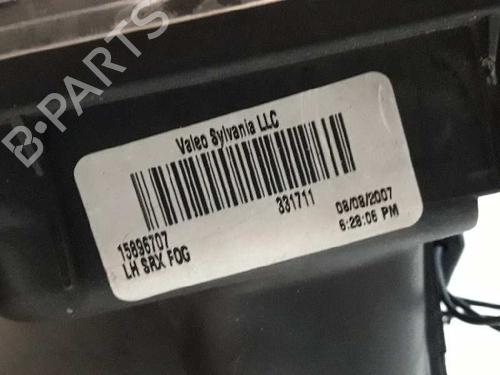 B-PARTS
Valeo Sylvania LLC
331711
08/08/2007
6:28:06 PM
15896707
LH SRX FOG